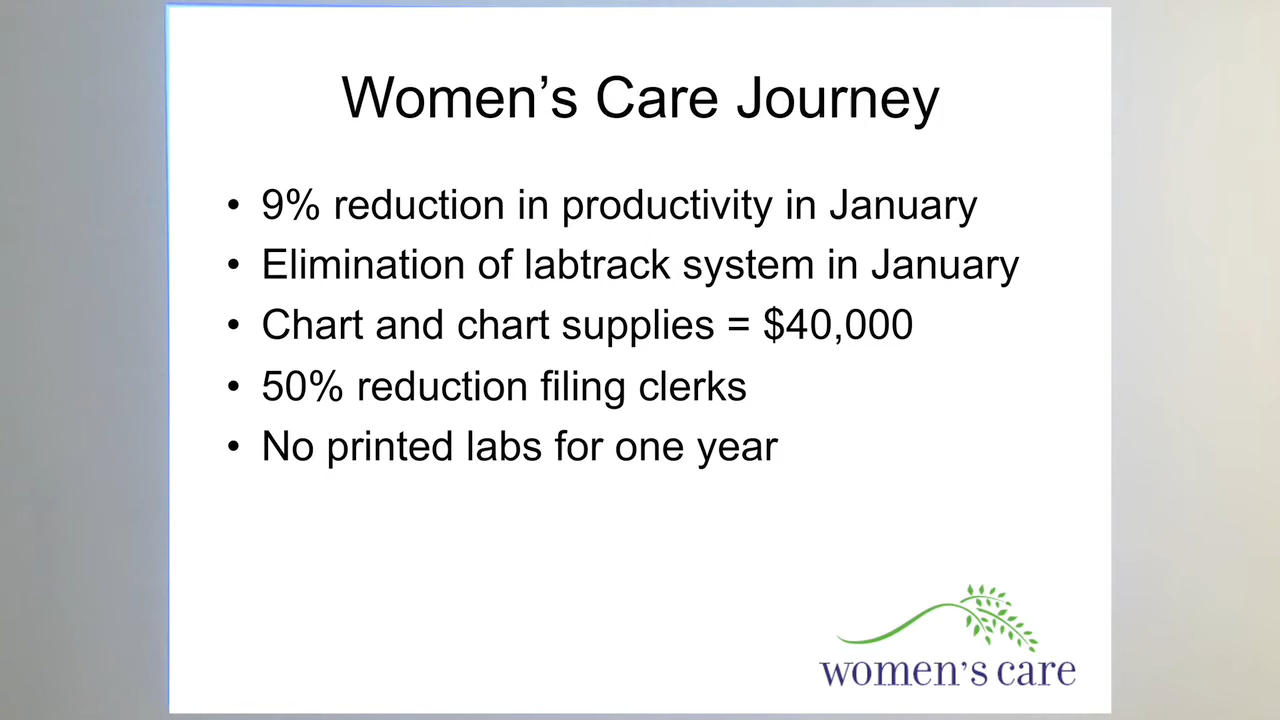 Women’s Care Journey
• 9% reduction in productivity in January
• Elimination of labtrack system in January
• Chart and chart supplies = $40,000
• 50% reduction filing clerks
• No printed labs for one year
women's care